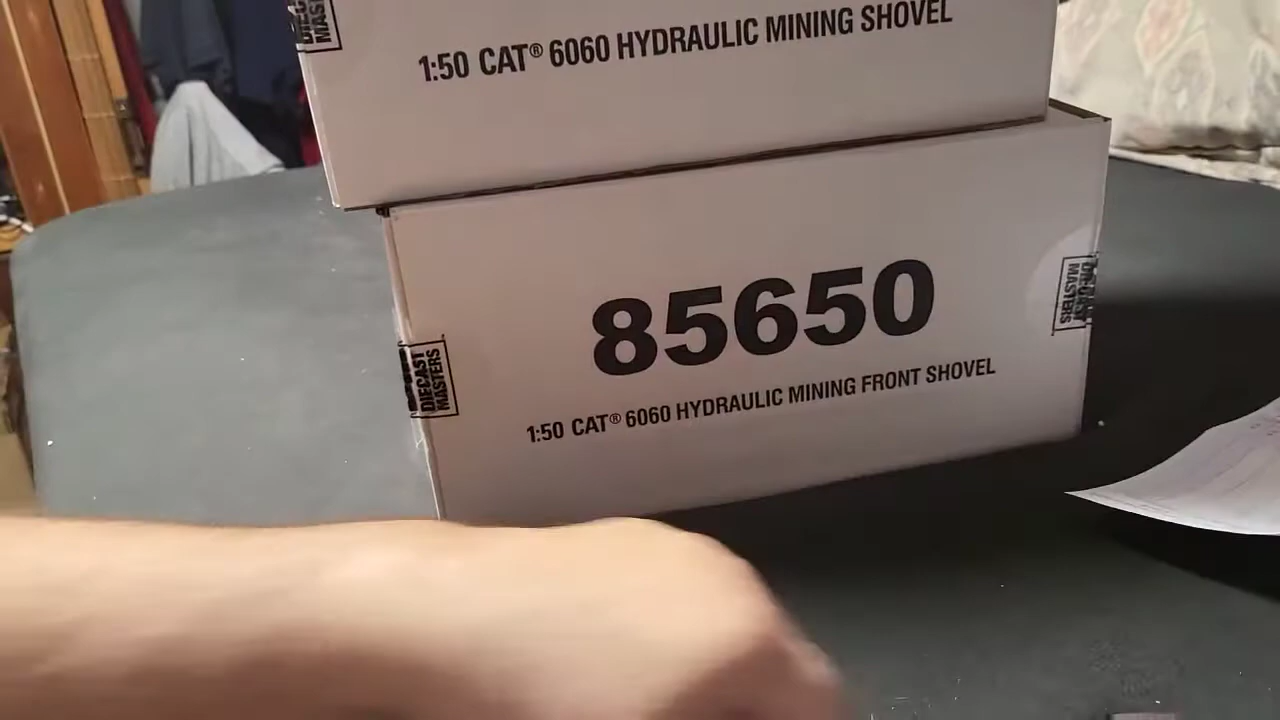 1:50 CAT® 6060 HYDRAULIC MINING SHOVEL
85650
1:50 CAT® 6060 HYDRAULIC MINING FRONT SHOVEL
DIECAST
MASTERS
DIECAST
MASTERS